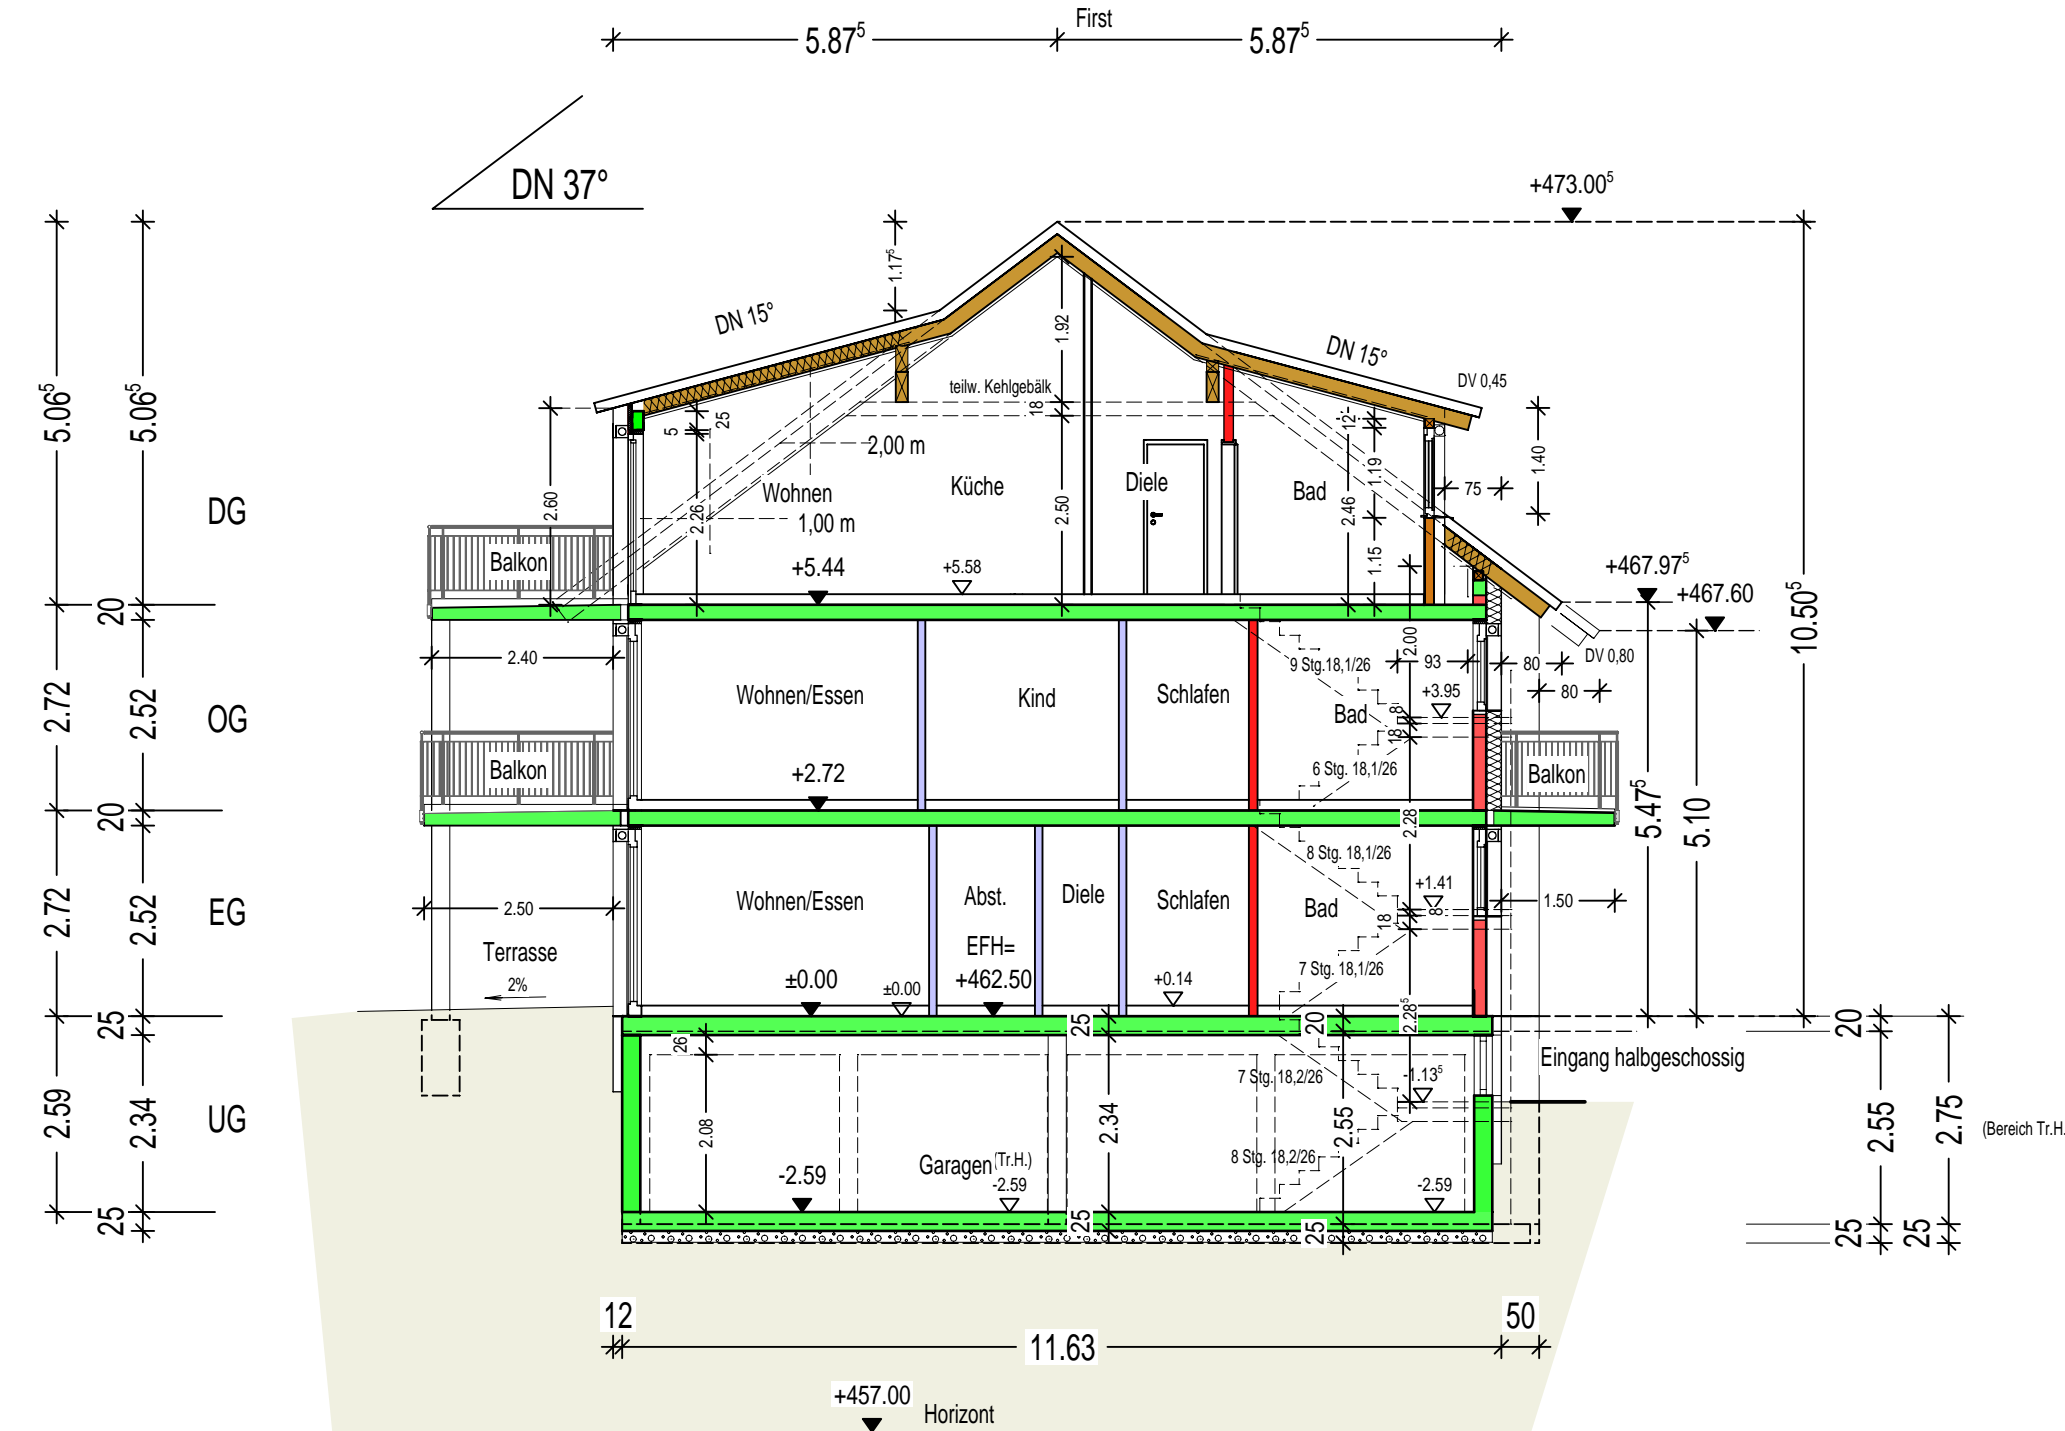 First
5.87⁵ 5.87⁵
DN 37°
+473.00⁵
1.17⁵
DN 15°
DN 15°
1.92
teilw. Kehlgebälk
18
DV 0,45
5.06⁵ 5.06⁵
5 25
2,00 m
12⁵
1.19
1.40
DG
2.60
Wohnen
Küche
Diele
Bad
75
2.26
1,00 m
2.50
2.46
1.15
Balkon
+5.44
+5.58
+467.97⁵
+467.60
10.50⁵
20
2.00
2.40
9 Stg.18,1/26
93
80
DV 0,80
80
2.72 2.52
OG
Wohnen/Essen
Kind
Schlafen
Bad
+3.95
8
18
Balkon
+2.72
6 Stg. 18,1/26
Balkon
5.47⁵
5.10
20
2.28
8 Stg. 18,1/26
2.72 2.52
EG
2.50
Wohnen/Essen
Abst.
Diele
Schlafen
Bad
+1.41
8
18
1.50
Terrasse
2%
EFH=
+462.50
±0.00
±0.00
+0.14
7 Stg. 18,1/26
2.28⁵
25
25
20
20
26
Eingang halbgeschossig
7 Stg. 18,2/26
-1.13⁵
2.59 2.34
UG
2.08
2.34
2.55
2.55 2.75
(Bereich Tr.H.
Garagen
(Tr.H.)
-2.59
-2.59
8 Stg. 18,2/26
-2.59
25
25
25
25 25
12
11.63
50
+457.00
Horizont